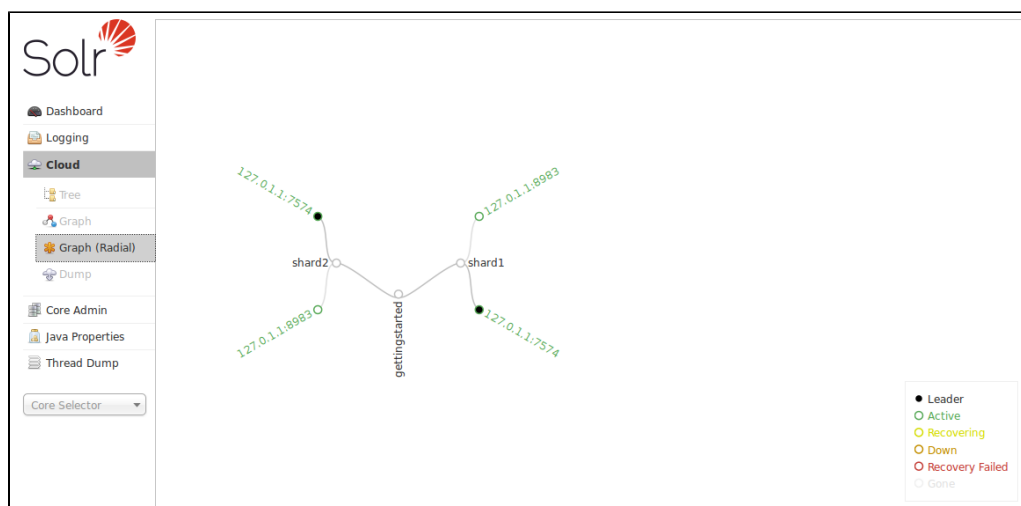 Solr
Dashboard
Logging
Cloud
Tree
Graph
Graph (Radial)
Dump
Core Admin
Java Properties
Thread Dump
Core Selector
127.0.1.1:7574
127.0.1.1:8983
shard2
shard1
127.0.1.1:8983
127.0.1.1:7574
gettingstarted
Leader
Active
Recovering
Down
Recovery Failed
Gone